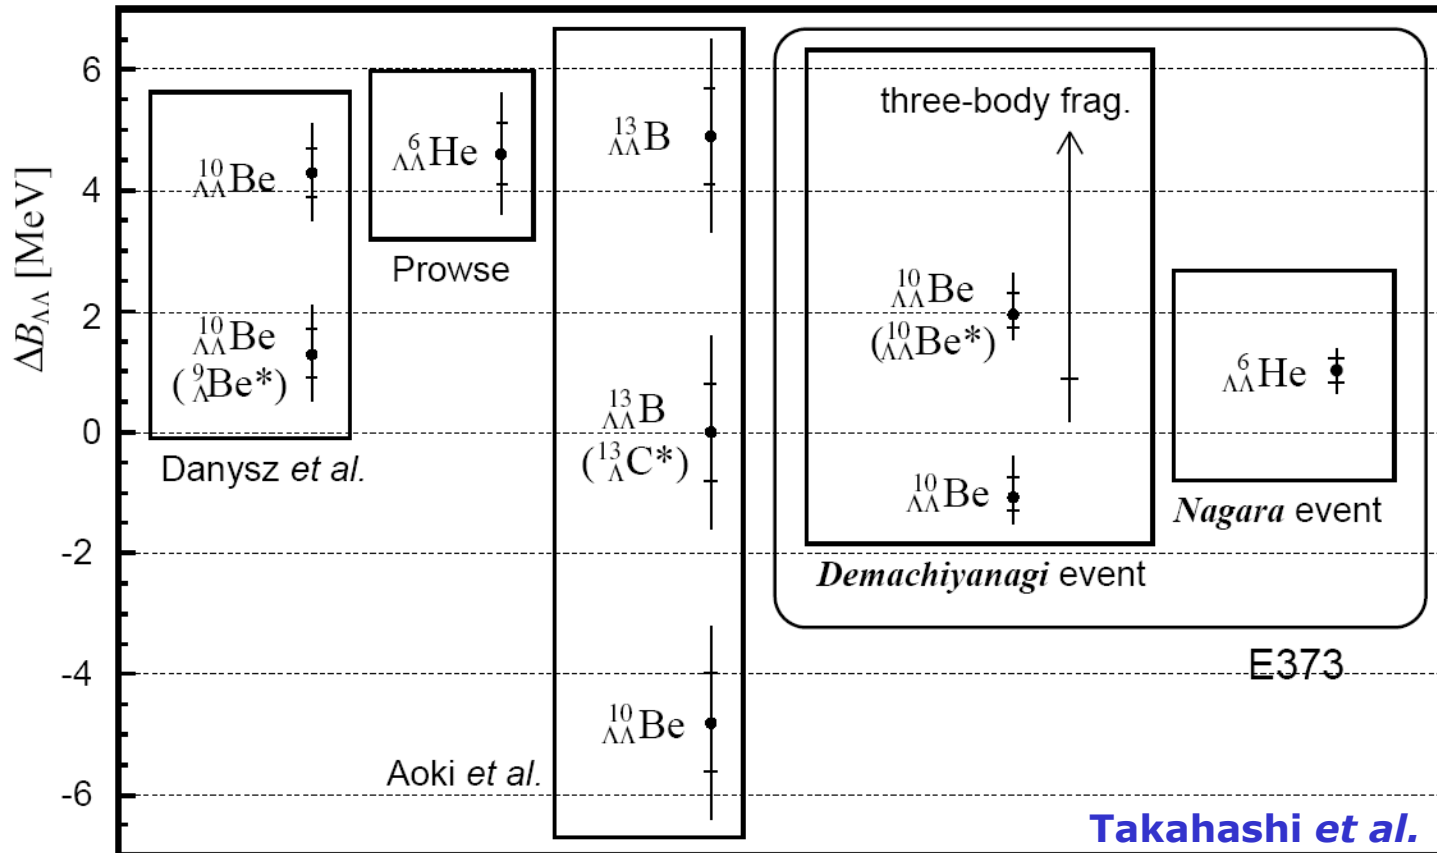 ΔB_ΛΛ [MeV]
6
4
2
0
-2
-4
-6
^10_ΛΛBe
^10_ΛΛBe
(^9_ΛBe*)
Danysz et al.
^6_ΛΛHe
Prowse
^13_ΛΛB
^13_ΛΛB
(^13_ΛC*)
^10_ΛΛBe
Aoki et al.
three-body frag.
^10_ΛΛBe
(^10_ΛΛBe*)
^10_ΛΛBe
Demachiyanagi event
^6_ΛΛHe
Nagara event
E373
Takahashi et al.